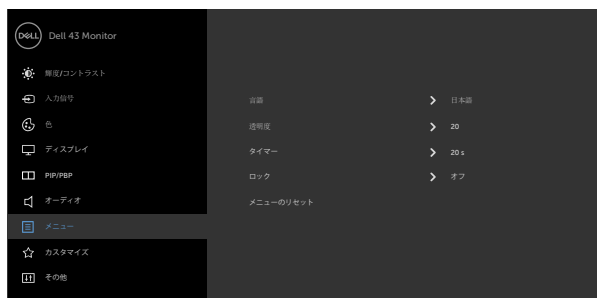 DELL Dell 43 Monitor
輝度/コントラスト
入力信号
言語 日本語
色
透明度 20
ディスプレイ
タイマー 20 s
PIP/PBP
ロック オフ
オーディオ
メニューのリセット
メニュー
カスタマイズ
その他